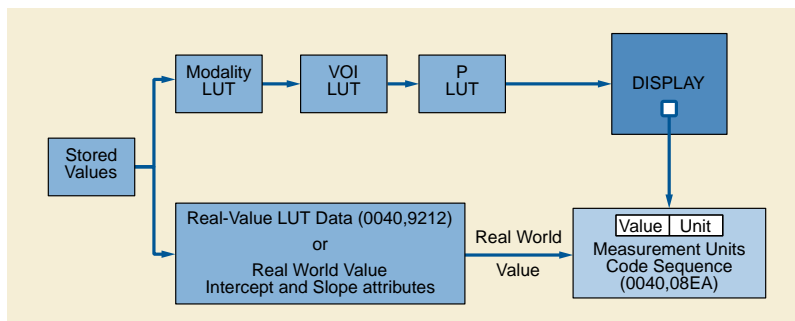 Modality
LUT
VOI
LUT
P
LUT
DISPLAY
Stored
Values
Real-Value LUT Data (0040,9212)
or
Real World Value
Intercept and Slope attributes
Real World
Value
Value Unit
Measurement Units
Code Sequence
(0040,08EA)